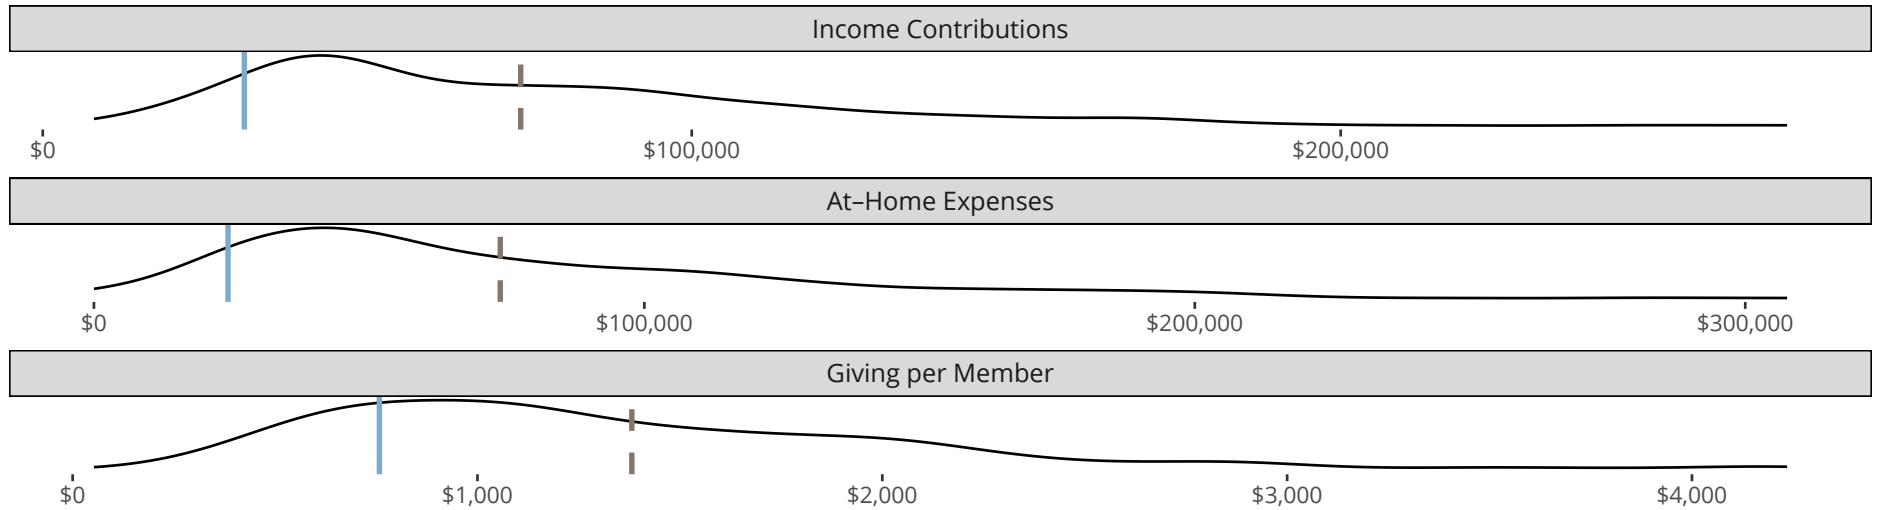 Income Contributions
$0 $100,000 $200,000
At–Home Expenses
$0 $100,000 $200,000 $300,000
Giving per Member
$0 $1,000 $2,000 $3,000 $4,000